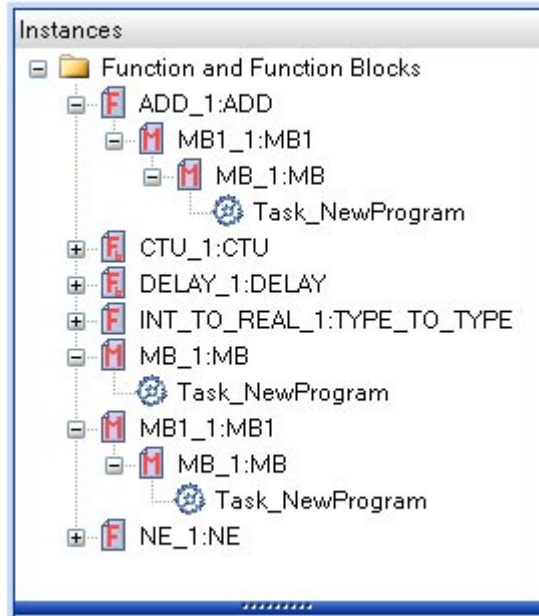 Instances
Function and Function Blocks
ADD_1:ADD
MB1_1:MB1
MB_1:MB
Task_NewProgram
CTU_1:CTU
DELAY_1:DELAY
INT_TO_REAL_1:TYPE_TO_TYPE
MB_1:MB
Task_NewProgram
MB1_1:MB1
MB_1:MB
Task_NewProgram
NE_1:NE